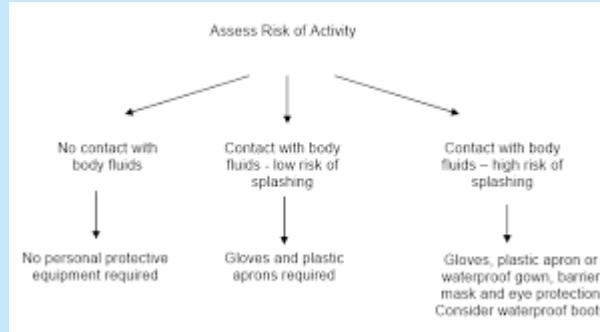 Assess Risk of Activity
No contact with
body fluids
Contact with body
fluids - low risk of
splashing
Contact with body
fluids – high risk of
splashing
No personal protective
equipment required
Gloves and plastic
aprons required
Gloves, plastic apron or
waterproof gown, barrier
mask and eye protection
Consider waterproof boots